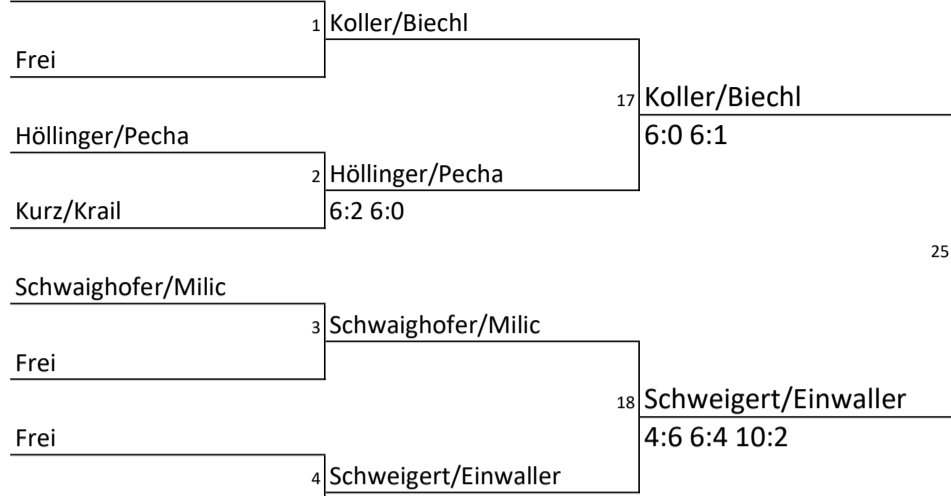 1 Koller/Biechl
Frei
17 Koller/Biechl
Höllinger/Pecha
6:0 6:1
2 Höllinger/Pecha
Kurz/Krail
6:2 6:0
25
Schwaighofer/Milic
3 Schwaighofer/Milic
Frei
18 Schweigert/Einwaller
Frei
4:6 6:4 10:2
4 Schweigert/Einwaller